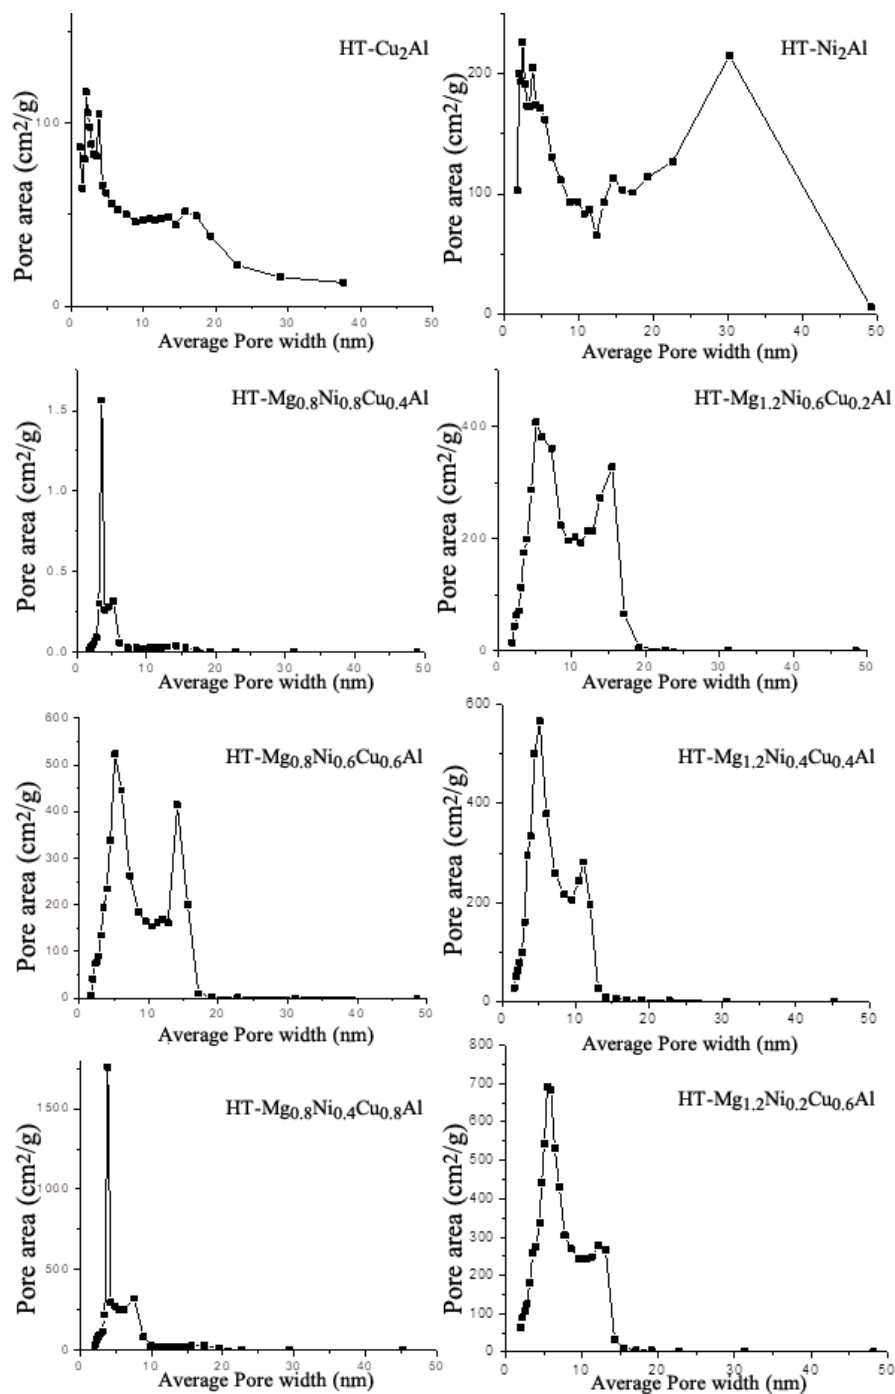 HT-Cu2Al
Pore area (cm2/g)
100
0
0 10 20 30 40 50
Average Pore width (nm)
HT-Ni2Al
Pore area (cm2/g)
200
100
0
0 10 20 30 40 50
Average Pore width (nm)
HT-Mg0.8Ni0.8Cu0.4Al
Pore area (cm2/g)
1.5
1.0
0.5
0.0
0 10 20 30 40 50
Average Pore width (nm)
HT-Mg1.2Ni0.6Cu0.2Al
Pore area (cm2/g)
400
200
0
0 10 20 30 40 50
Average Pore width (nm)
HT-Mg0.8Ni0.6Cu0.6Al
Pore area (cm2/g)
600
500
400
300
200
100
0
0 10 20 30 40 50
Average Pore width (nm)
HT-Mg1.2Ni0.4Cu0.4Al
Pore area (cm2/g)
600
400
200
0
0 10 20 30 40 50
Average Pore width (nm)
HT-Mg0.8Ni0.4Cu0.8Al
Pore area (cm2/g)
1500
1000
500
0
0 10 20 30 40 50
Average Pore width (nm)
HT-Mg1.2Ni0.2Cu0.6Al
Pore area (cm2/g)
800
700
600
500
400
300
200
100
0
0 10 20 30 40 50
Average Pore width (nm)